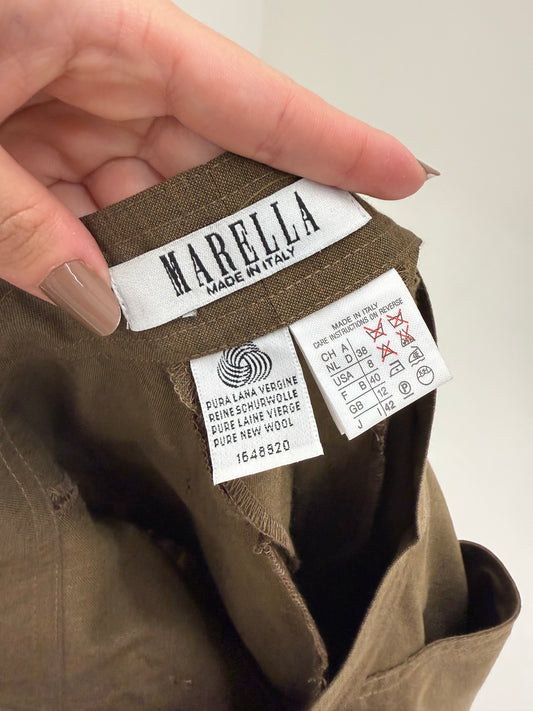 MARELLA
MADE IN ITALY
PURA LANA VERGINE
REINE SCHURWOLLE
PURE LAINE VIERGE
PURE NEW WOOL
1648820
MADE IN ITALY
CARE INSTRUCTIONS ON REVERSE
CH A
NL D 38
USA 8
F B 40
GB 12
J I 42